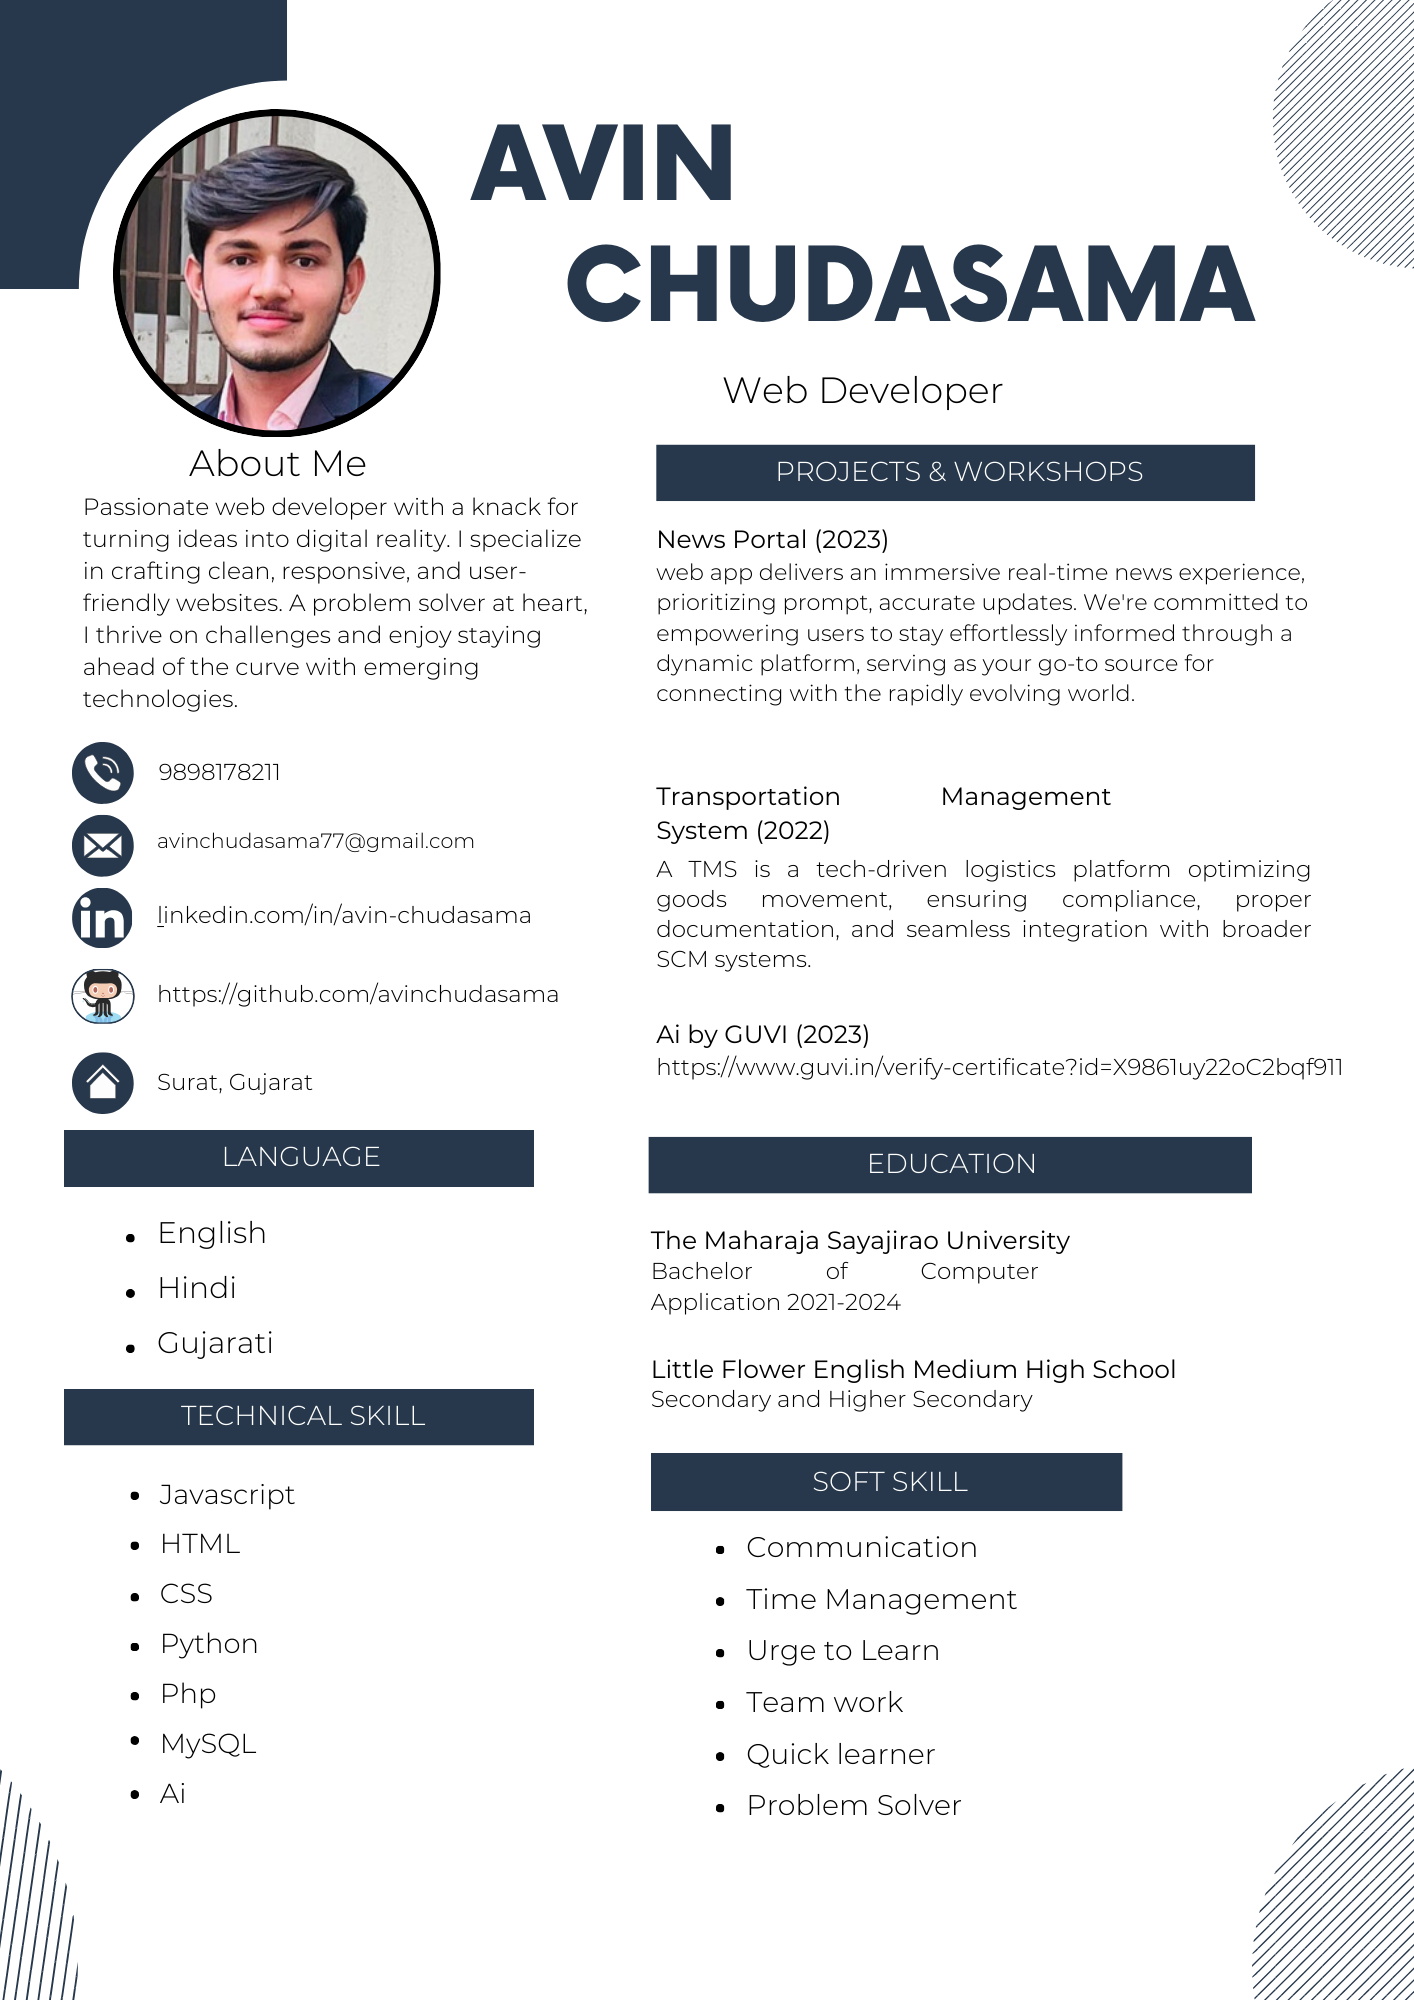 AVIN
CHUDASAMA
Web Developer
About Me
Passionate web developer with a knack for
turning ideas into digital reality. I specialize
in crafting clean, responsive, and user-
friendly websites. A problem solver at heart,
I thrive on challenges and enjoy staying
ahead of the curve with emerging
technologies.
9898178211
avinchudasama77@gmail.com
in
linkedin.com/in/avin-chudasama
https://github.com/avinchudasama
Surat, Gujarat
LANGUAGE
• English
• Hindi
• Gujarati
TECHNICAL SKILL
• Javascript
• HTML
• CSS
• Python
• Php
• MySQL
• Ai
PROJECTS & WORKSHOPS
News Portal (2023)
web app delivers an immersive real-time news experience,
prioritizing prompt, accurate updates. We're committed to
empowering users to stay effortlessly informed through a
dynamic platform, serving as your go-to source for
connecting with the rapidly evolving world.
Transportation Management
System (2022)
A TMS is a tech-driven logistics platform optimizing
goods movement, ensuring compliance, proper
documentation, and seamless integration with broader
SCM systems.
Ai by GUVI (2023)
https://www.guvi.in/verify-certificate?id=X9861uy22oC2bqf911
EDUCATION
The Maharaja Sayajirao University
Bachelor of Computer
Application 2021-2024
Little Flower English Medium High School
Secondary and Higher Secondary
SOFT SKILL
• Communication
• Time Management
• Urge to Learn
• Team work
• Quick learner
• Problem Solver